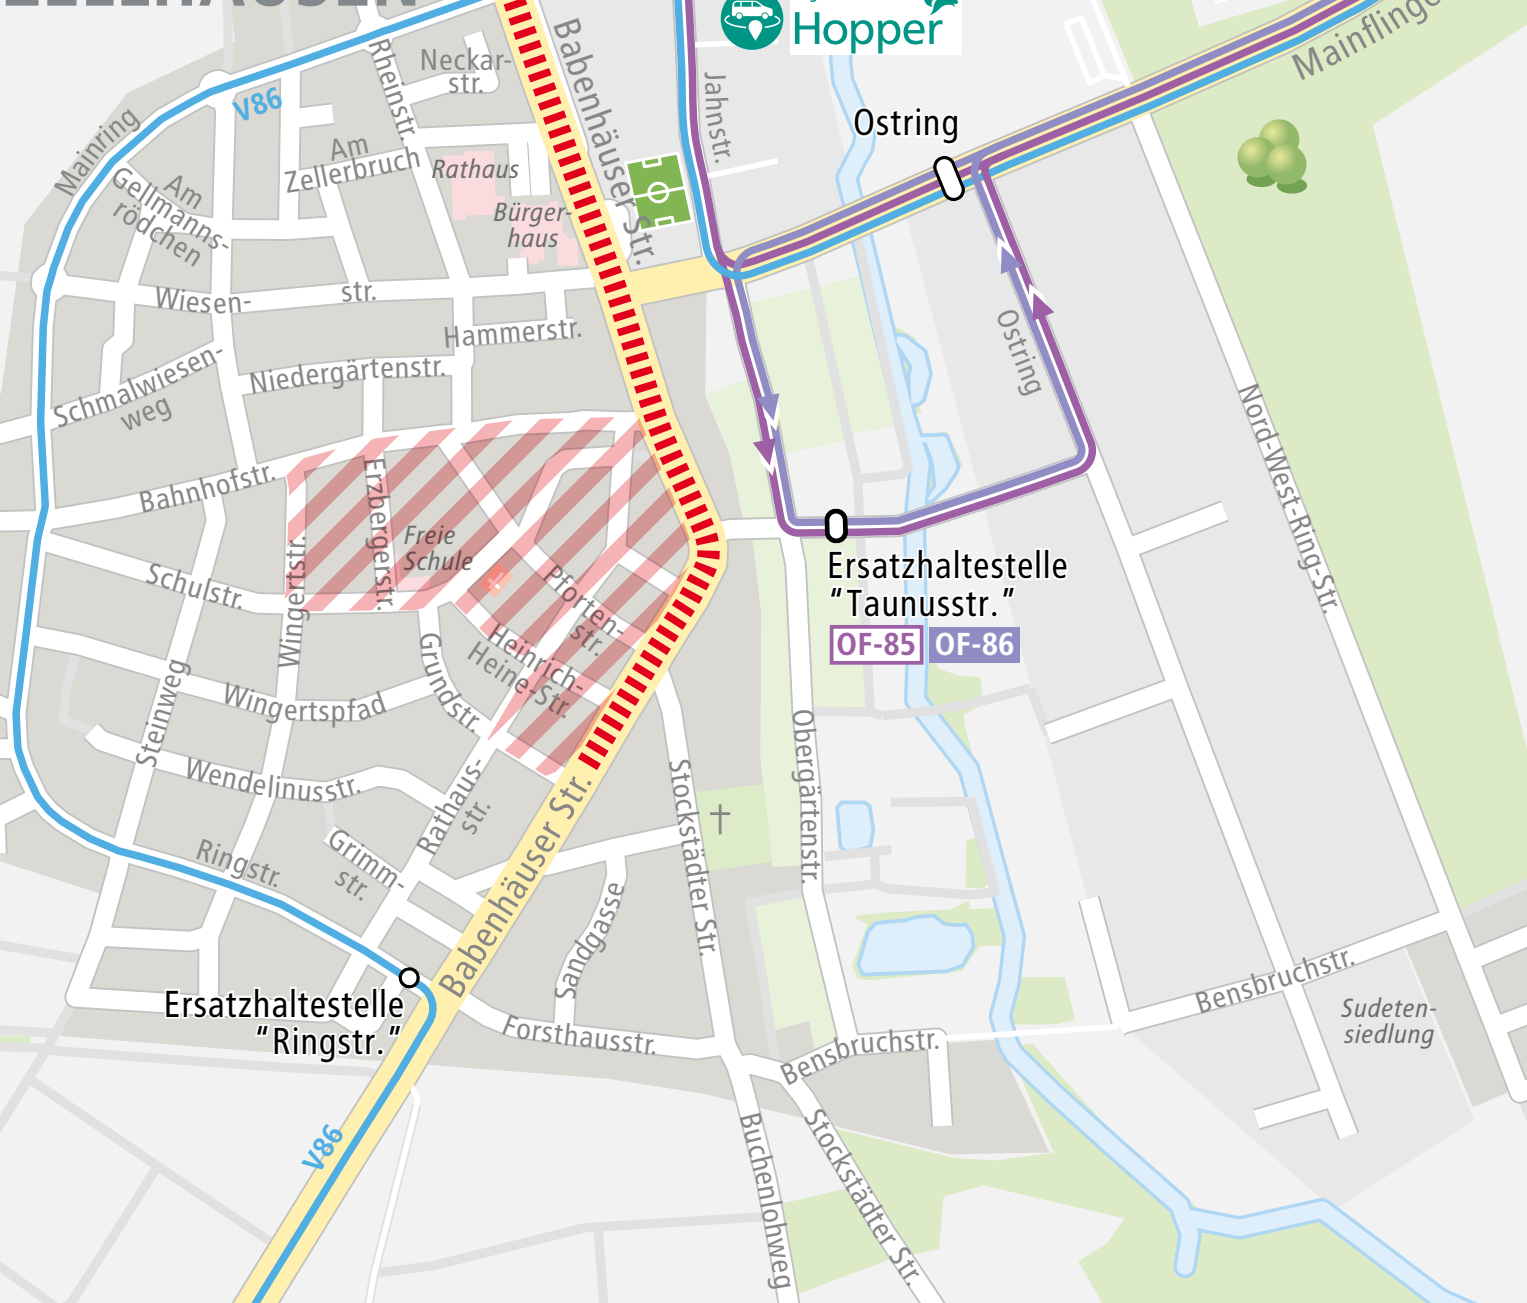 Hopper
Mainflinge
Neckar-
str.
Rheinstr.
Babenhäuser Str.
Jahnstr.
V86
Mainring
Ostring
Am
Zellerbruch
Rathaus
Am
Gellmanns-
rödchen
Bürger-
haus
Wiesen-
str.
Hammerstr.
Ostring
Niedergärtenstr.
Schmalwiesen-
weg
Nord-West-Ring-Str.
Bahnhofstr.
Erzbergerstr.
Freie
Schule
Ersatzhaltestelle
“Taunusstr.”
OF-85
OF-86
Schulstr.
Wingertstr.
Pforten-
str.
Heinrich-
Heine-Str.
Grundstr.
Steinweg
Wingertspfad
Obergärtenstr.
Wendelinusstr.
Rathaus-
str.
Stockstädter Str.
Babenhäuser Str.
Ringstr.
Grimm-
str.
Sandgasse
Bensbruchstr.
Ersatzhaltestelle
“Ringstr.”
Sudeten-
siedlung
Forsthausstr.
Bensbruchstr.
V86
Buchenlohweg
Stockstädter Str.